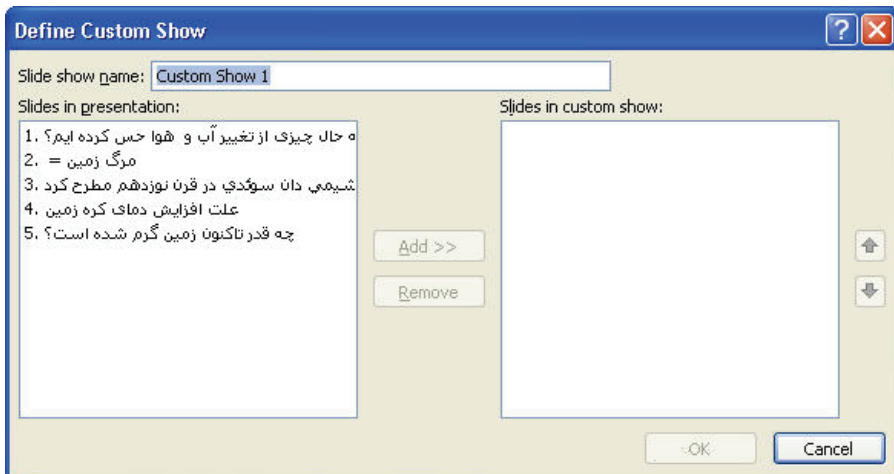 Define Custom Show
Slide show name: Custom Show 1
Slides in presentation:
Slides in custom show:
1. ه حال چیزی از تغییر آب و هوا حس کرده ایم؟
2. مرگ زمین =
3. شیمي دان سوئدي در قرن نوزدهم مطرح کرد
4. علت افزایش دمای کره زمین
5. چه قدر تاکنون زمین گرم شده است؟
Add >>
Remove
OK
Cancel